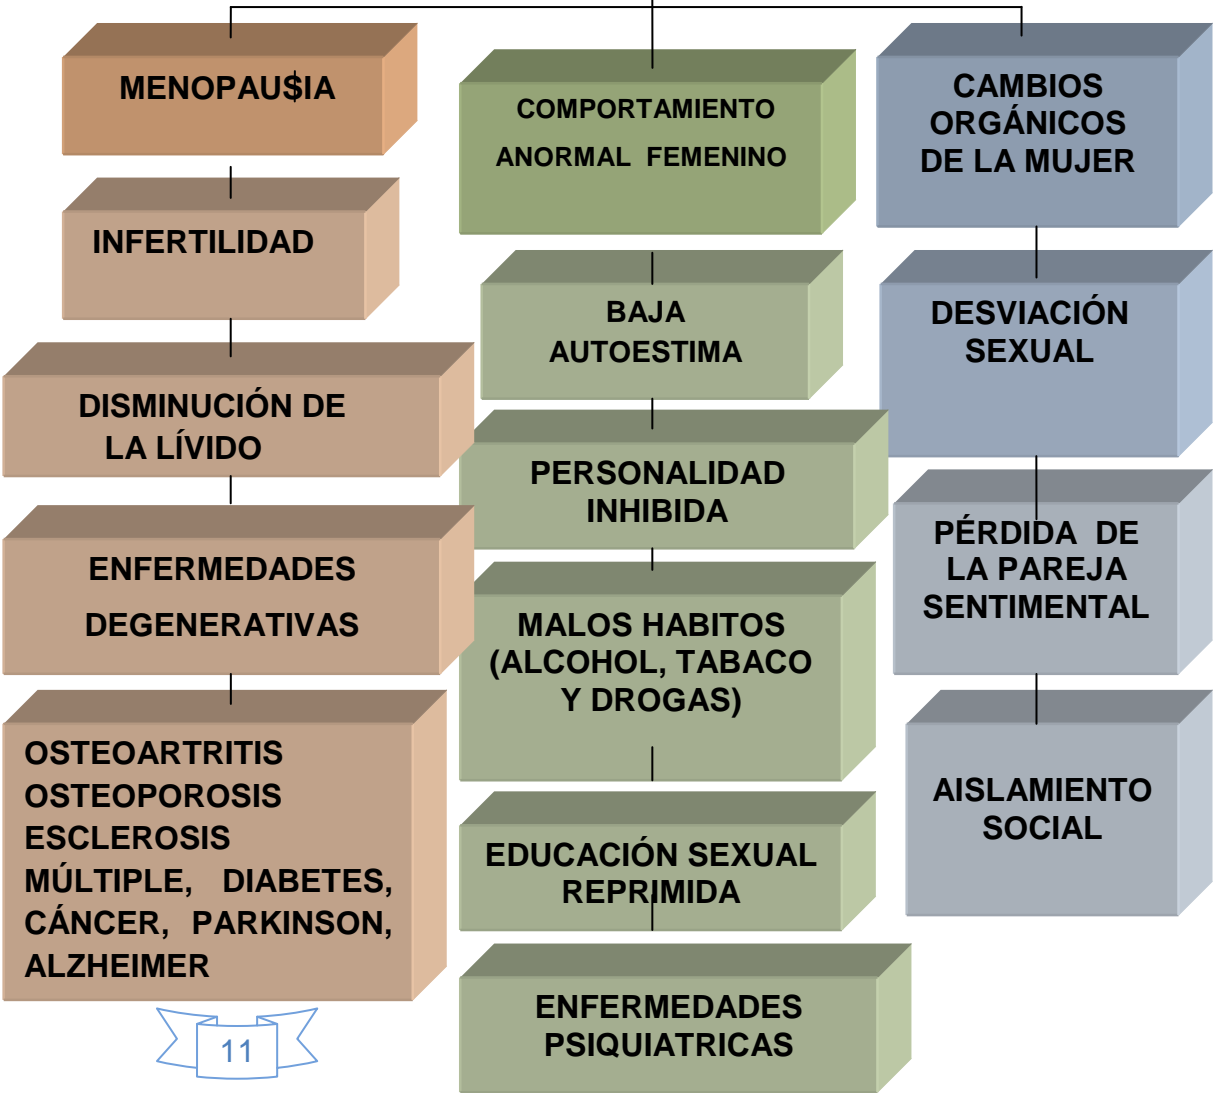 MENOPAUSIA
INFERTILIDAD
DISMINUCIÓN DE
LA LÍVIDO
ENFERMEDADES
DEGENERATIVAS
OSTEOARTRITIS
OSTEOPOROSIS
ESCLEROSIS
MÚLTIPLE, DIABETES,
CÁNCER, PARKINSON,
ALZHEIMER
COMPORTAMIENTO
ANORMAL FEMENINO
BAJA
AUTOESTIMA
PERSONALIDAD
INHIBIDA
MALOS HABITOS
(ALCOHOL, TABACO
Y DROGAS)
EDUCACIÓN SEXUAL
REPRIMIDA
ENFERMEDADES
PSIQUIATRICAS
CAMBIOS
ORGÁNICOS
DE LA MUJER
DESVIACIÓN
SEXUAL
PÉRDIDA DE
LA PAREJA
SENTIMENTAL
AISLAMIENTO
SOCIAL
11